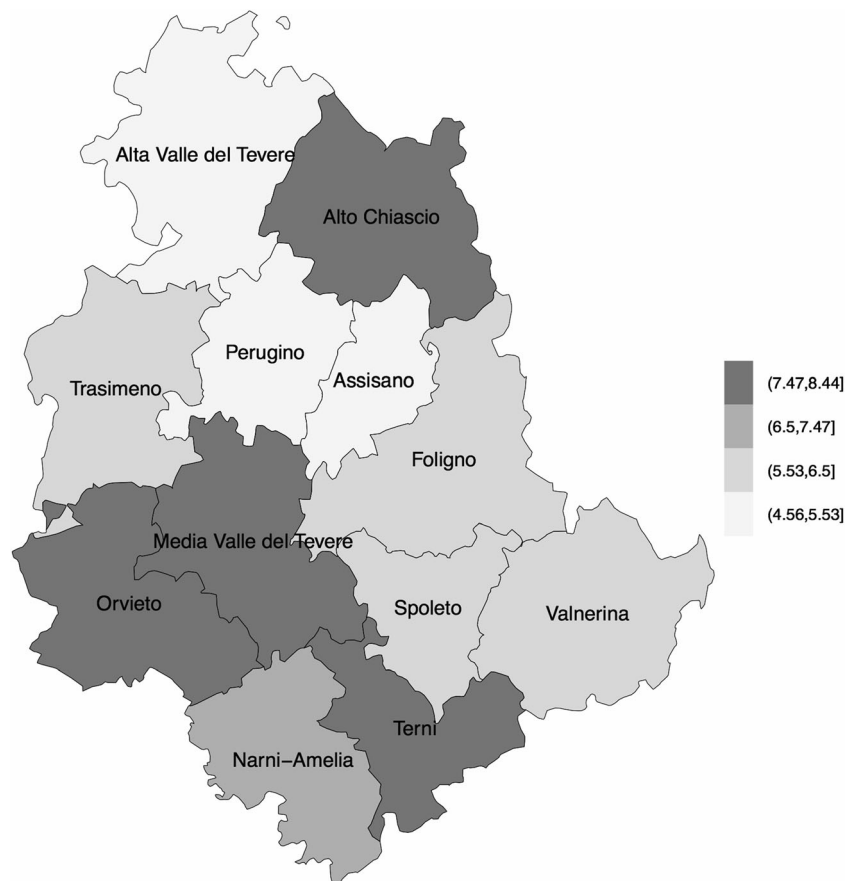 Alta Valle del Tevere
Alto Chiascio
Perugino
Assisano
Trasimeno
Foligno
Media Valle del Tevere
Orvieto
Spoleto
Valnerina
Terni
Narni−Amelia
(7.47,8.44]
(6.5,7.47]
(5.53,6.5]
(4.56,5.53]